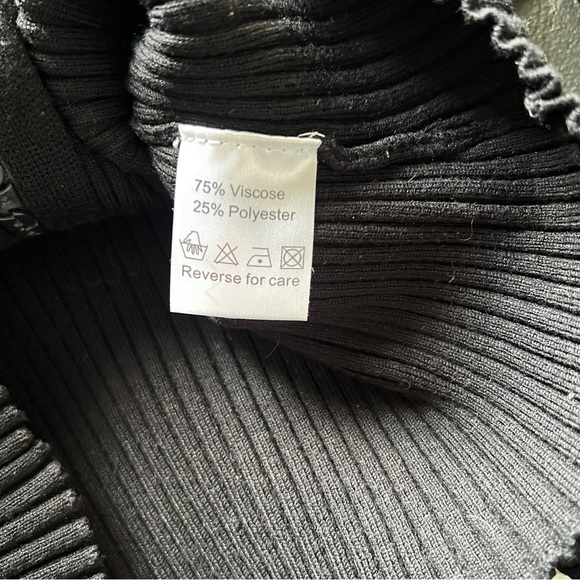 75% Viscose
25% Polyester
Reverse for care